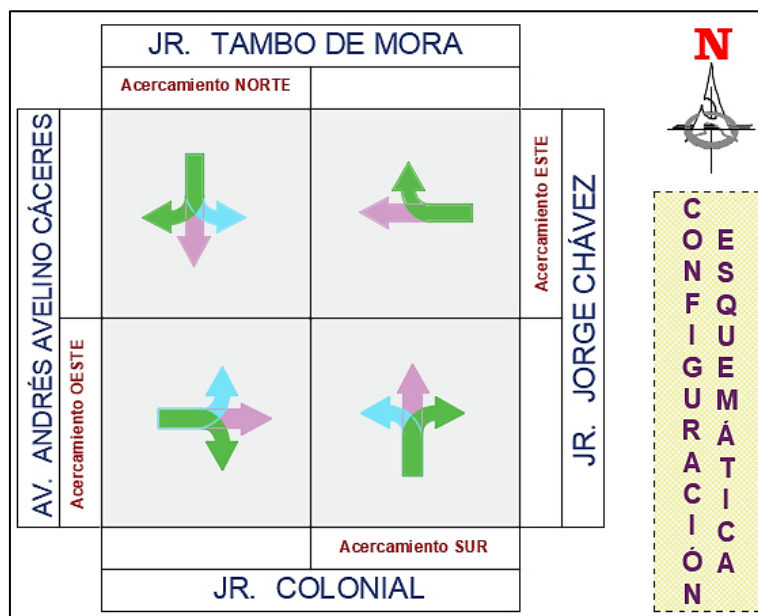 JR. TAMBO DE MORA
N
Acercamiento NORTE
AV. ANDRÉS AVELINO CÁCERES
Acercamiento ESTE
JR. JORGE CHÁVEZ
CONFIGURACIÓN
ESQUEMÁTICA
Acercamiento OESTE
Acercamiento SUR
JR. COLONIAL